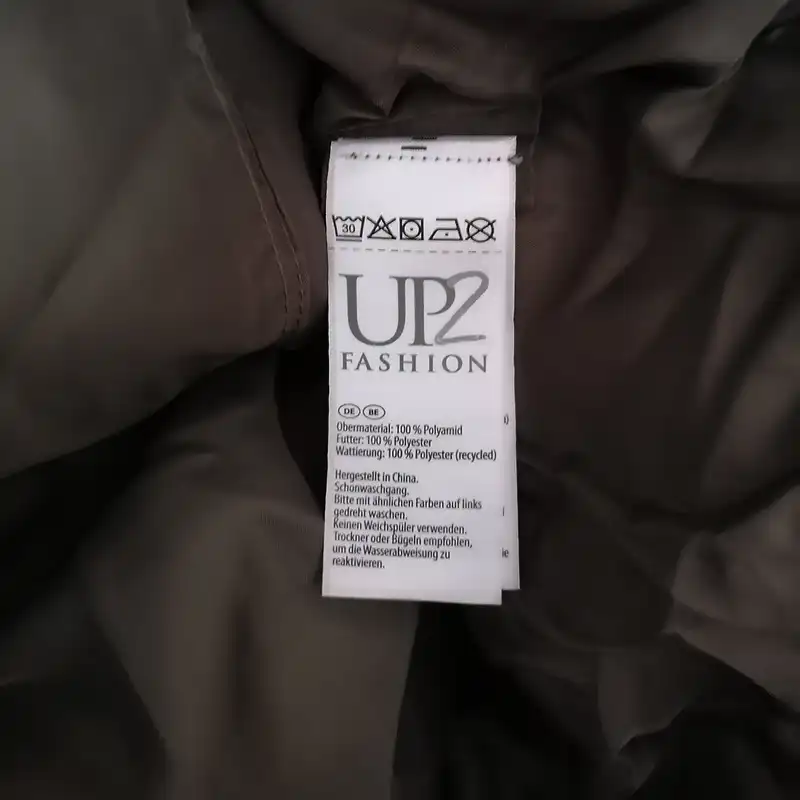 30
UP2
FASHION
DE BE
Obermaterial: 100 % Polyamid
Futter: 100 % Polyester
Wattierung: 100 % Polyester (recycled)
Hergestellt in China.
Schonwaschgang.
Bitte mit ähnlichen Farben auf links
gedreht waschen.
Keinen Weichspüler verwenden.
Trockner oder Bügeln empfohlen,
um die Wasserabweisung zu
reaktivieren.